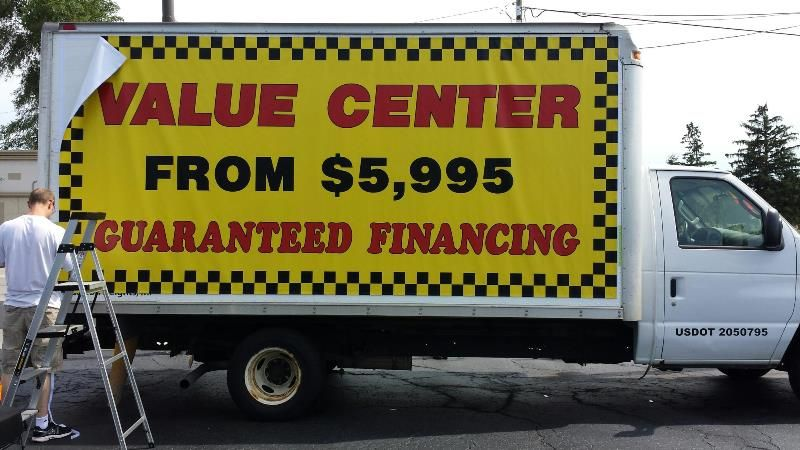 VALUE CENTER
FROM $5,995
GUARANTEED FINANCING
USDOT 2050795